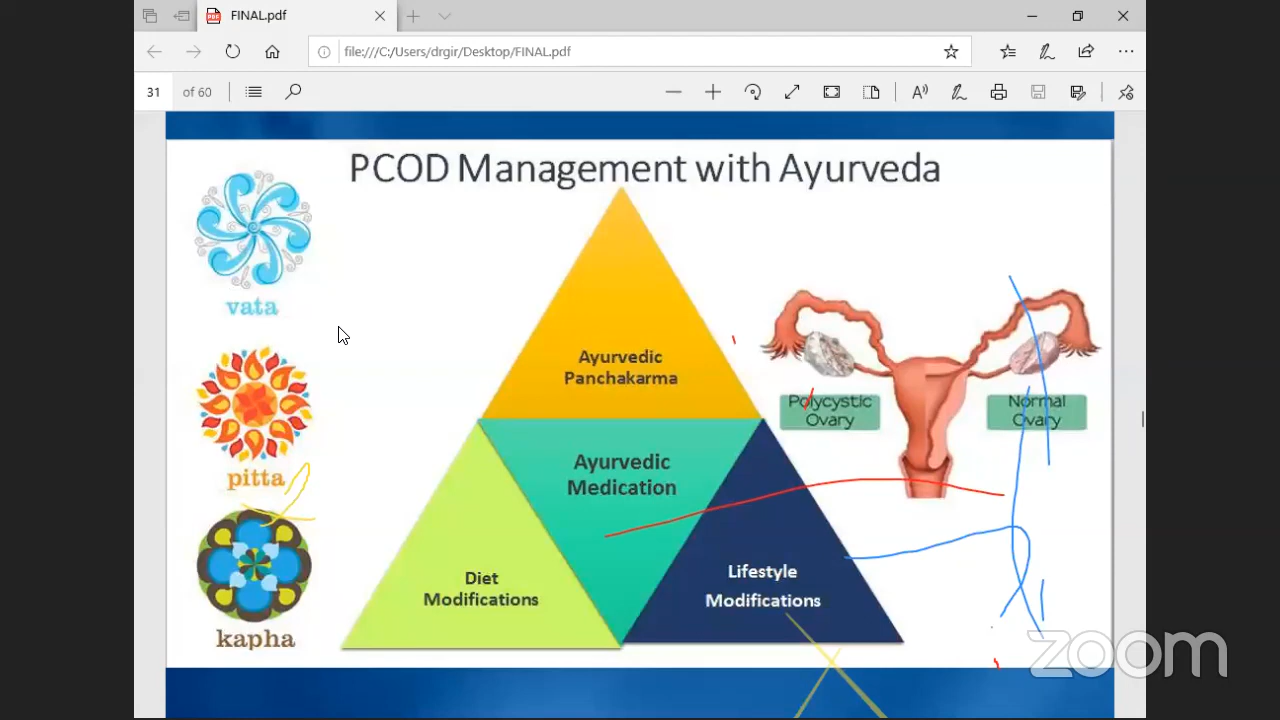 FINAL.pdf
file:///C:/Users/drgir/Desktop/FINAL.pdf
31 of 60
PCOD Management with Ayurveda
vata
pitta
kapha
Ayurvedic
Panchakarma
Ayurvedic
Medication
Diet
Modifications
Lifestyle
Modifications
Polycystic
Ovary
Normal
Ovary
zoom